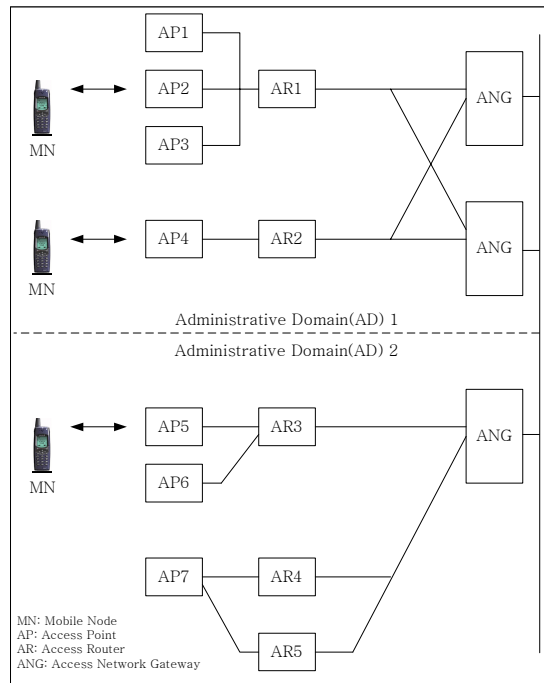 AP1
AP2
AR1
ANG
MN
AP3
AP4
AR2
ANG
MN
Administrative Domain(AD) 1
Administrative Domain(AD) 2
AP5
AR3
ANG
MN
AP6
AP7
AR4
AR5
MN: Mobile Node
AP: Access Point
AR: Access Router
ANG: Access Network Gateway